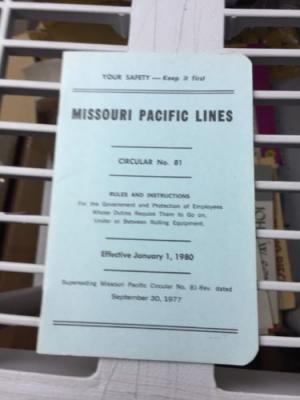 YOUR SAFETY — Keep it first
MISSOURI PACIFIC LINES
CIRCULAR No. 81
RULES AND INSTRUCTIONS
For the Government and Protection of Employees
Whose Duties Require Them to Go on,
Under or Between Rolling Equipment.
Effective January 1, 1980
Superseding Missouri Pacific Circular No. 81-Rev. dated
September 30, 1977